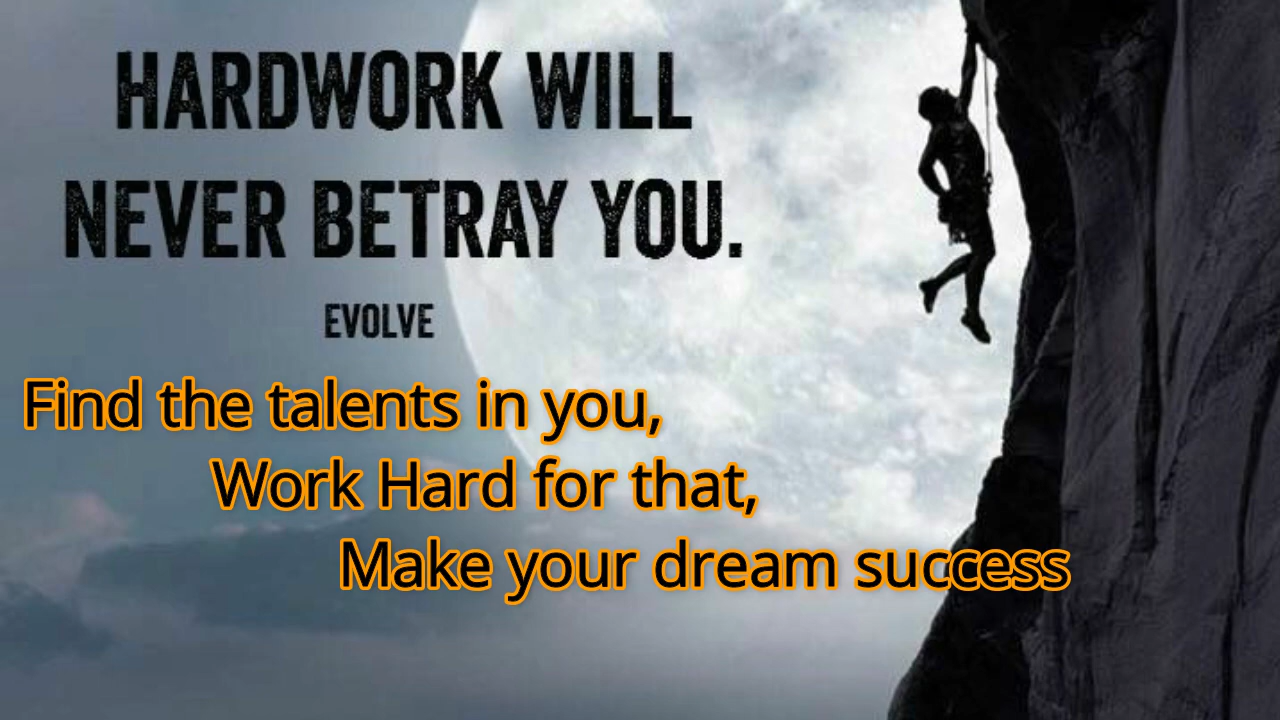 HARDWORK WILL
NEVER BETRAY YOU.
EVOLVE
Find the talents in you,
Work Hard for that,
Make your dream success